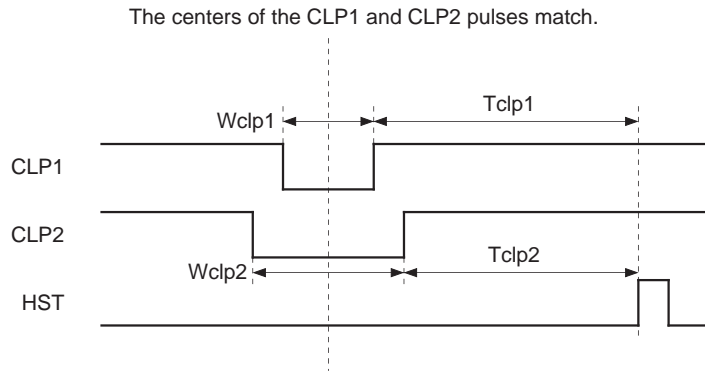 The centers of the CLP1 and CLP2 pulses match.
Wclp1
Tclp1
CLP1
CLP2
Wclp2
Tclp2
HST